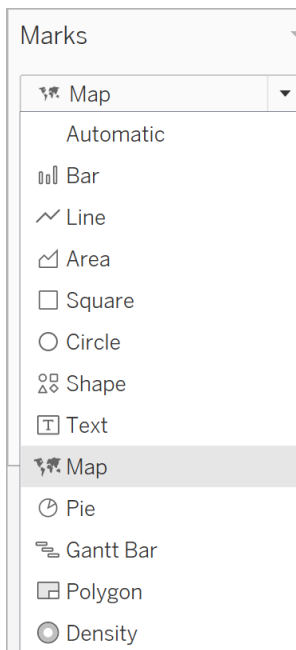 Marks
Map
Automatic
Bar
Line
Area
Square
Circle
Shape
T Text
Map
Pie
Gantt Bar
Polygon
Density